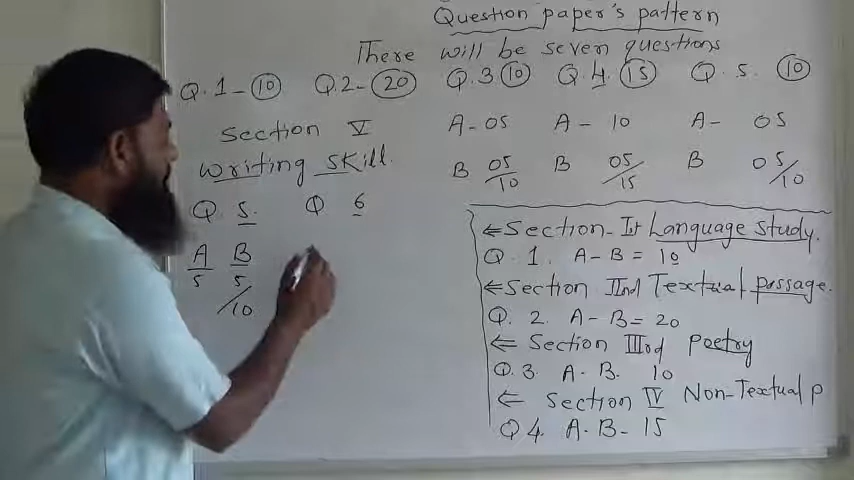 Question paper's pattern
There will be seven questions
Q. 1 - 10 Q. 2 - 20 Q. 3 10 Q. 4. 15 Q. 5. 10
A - 05 A - 10 A - 05
B 05/10 B 05/15 B 05/10
Section V
Writing Skill.
Q. 5. Q 6
A B
5 5
/10
⇐ Section - Ist Language study.
Q. 1. A - B = 10
⇐ Section IInd Textual passage.
Q. 2. A - B = 20
⇐ Section IIIrd Poetry
Q. 3. A. B. 10
⇐ Section IV Non-Textual p
Q 4. A. B - 15